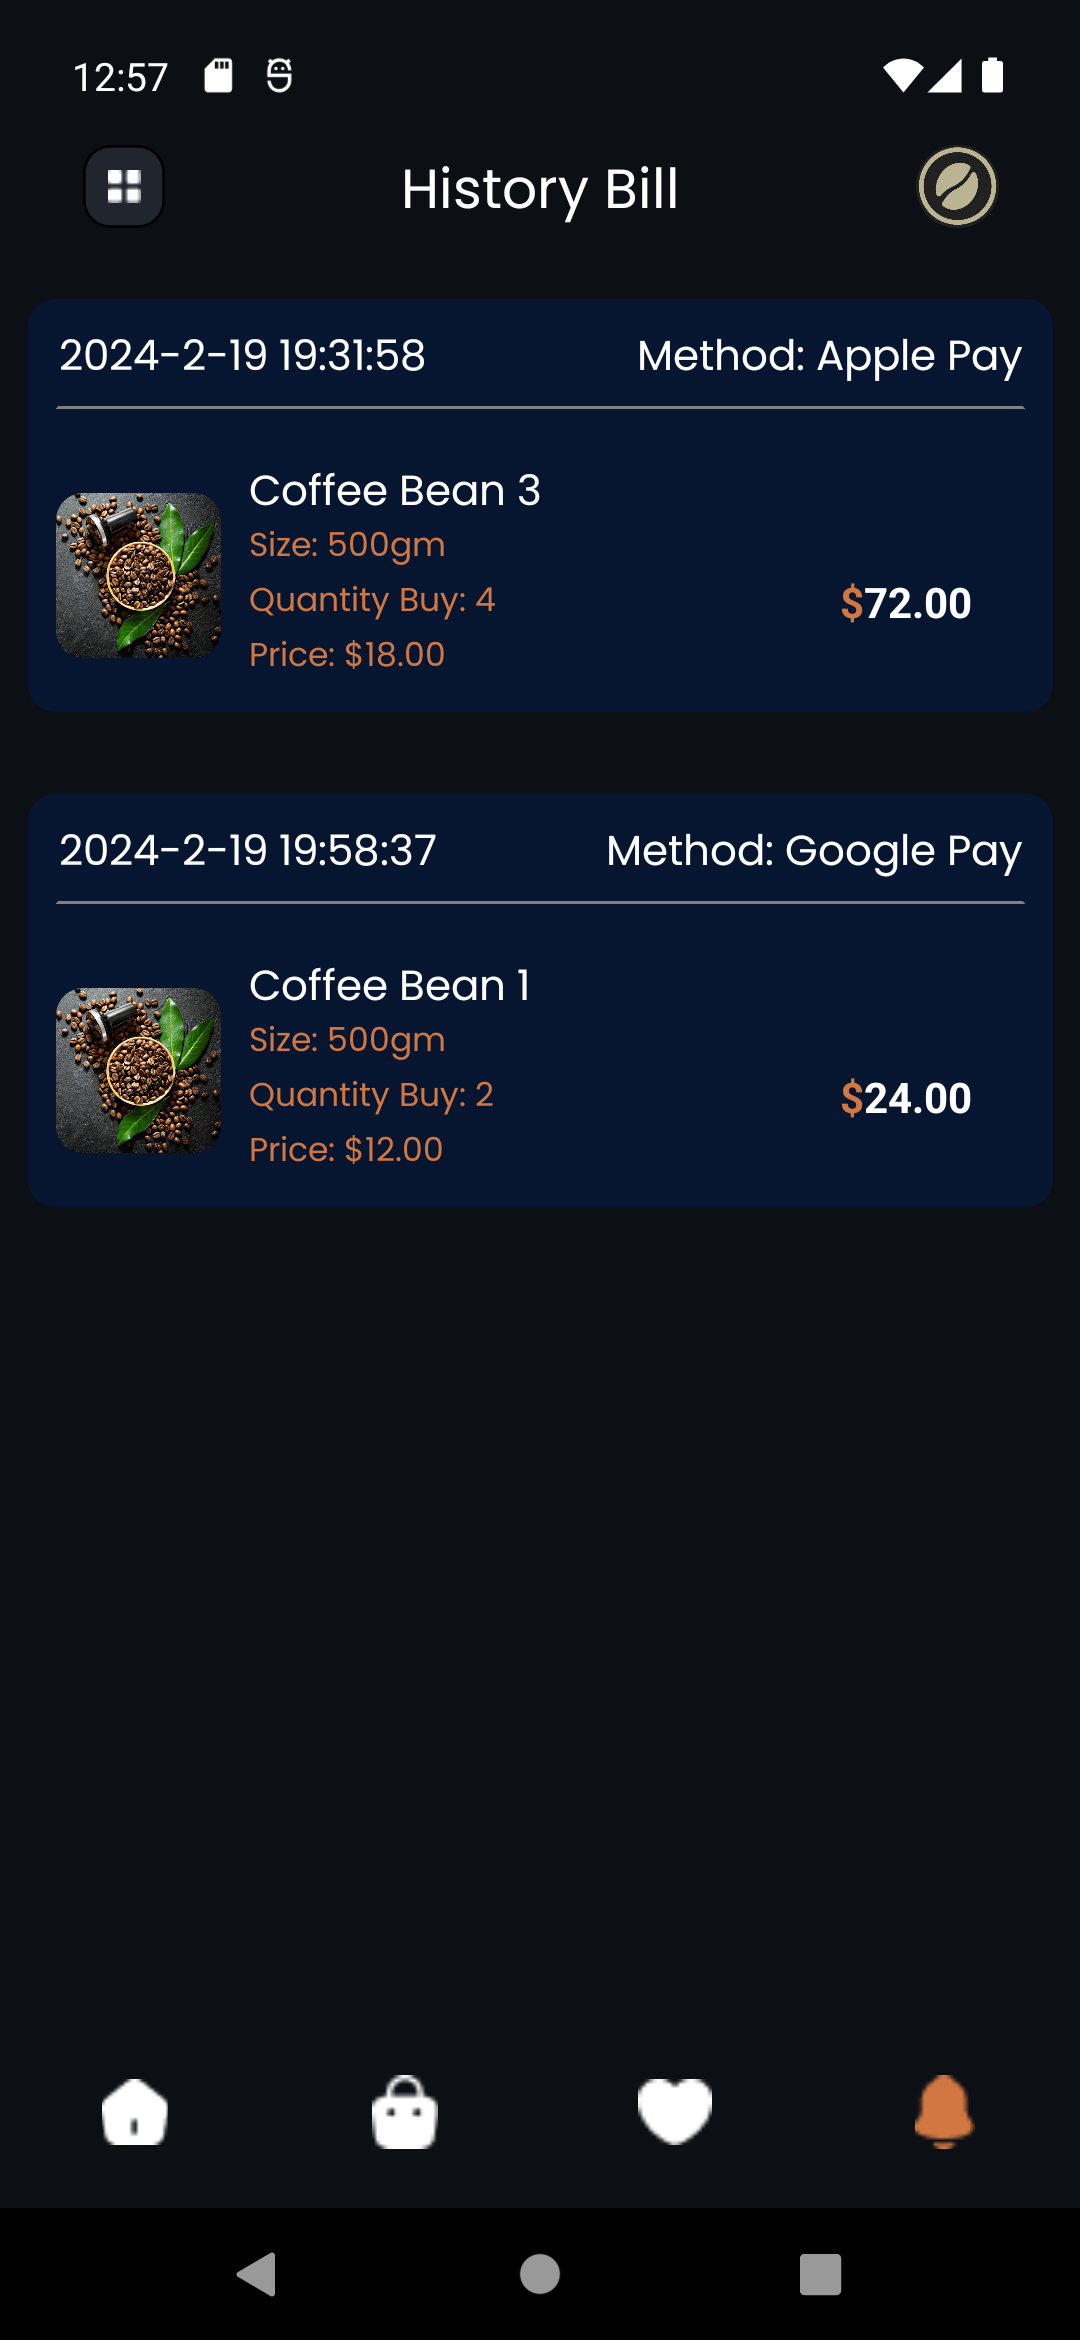 12:57
History Bill
2024-2-19 19:31:58 Method: Apple Pay
Coffee Bean 3
Size: 500gm
Quantity Buy: 4
$72.00
Price: $18.00
2024-2-19 19:58:37 Method: Google Pay
Coffee Bean 1
Size: 500gm
Quantity Buy: 2
$24.00
Price: $12.00